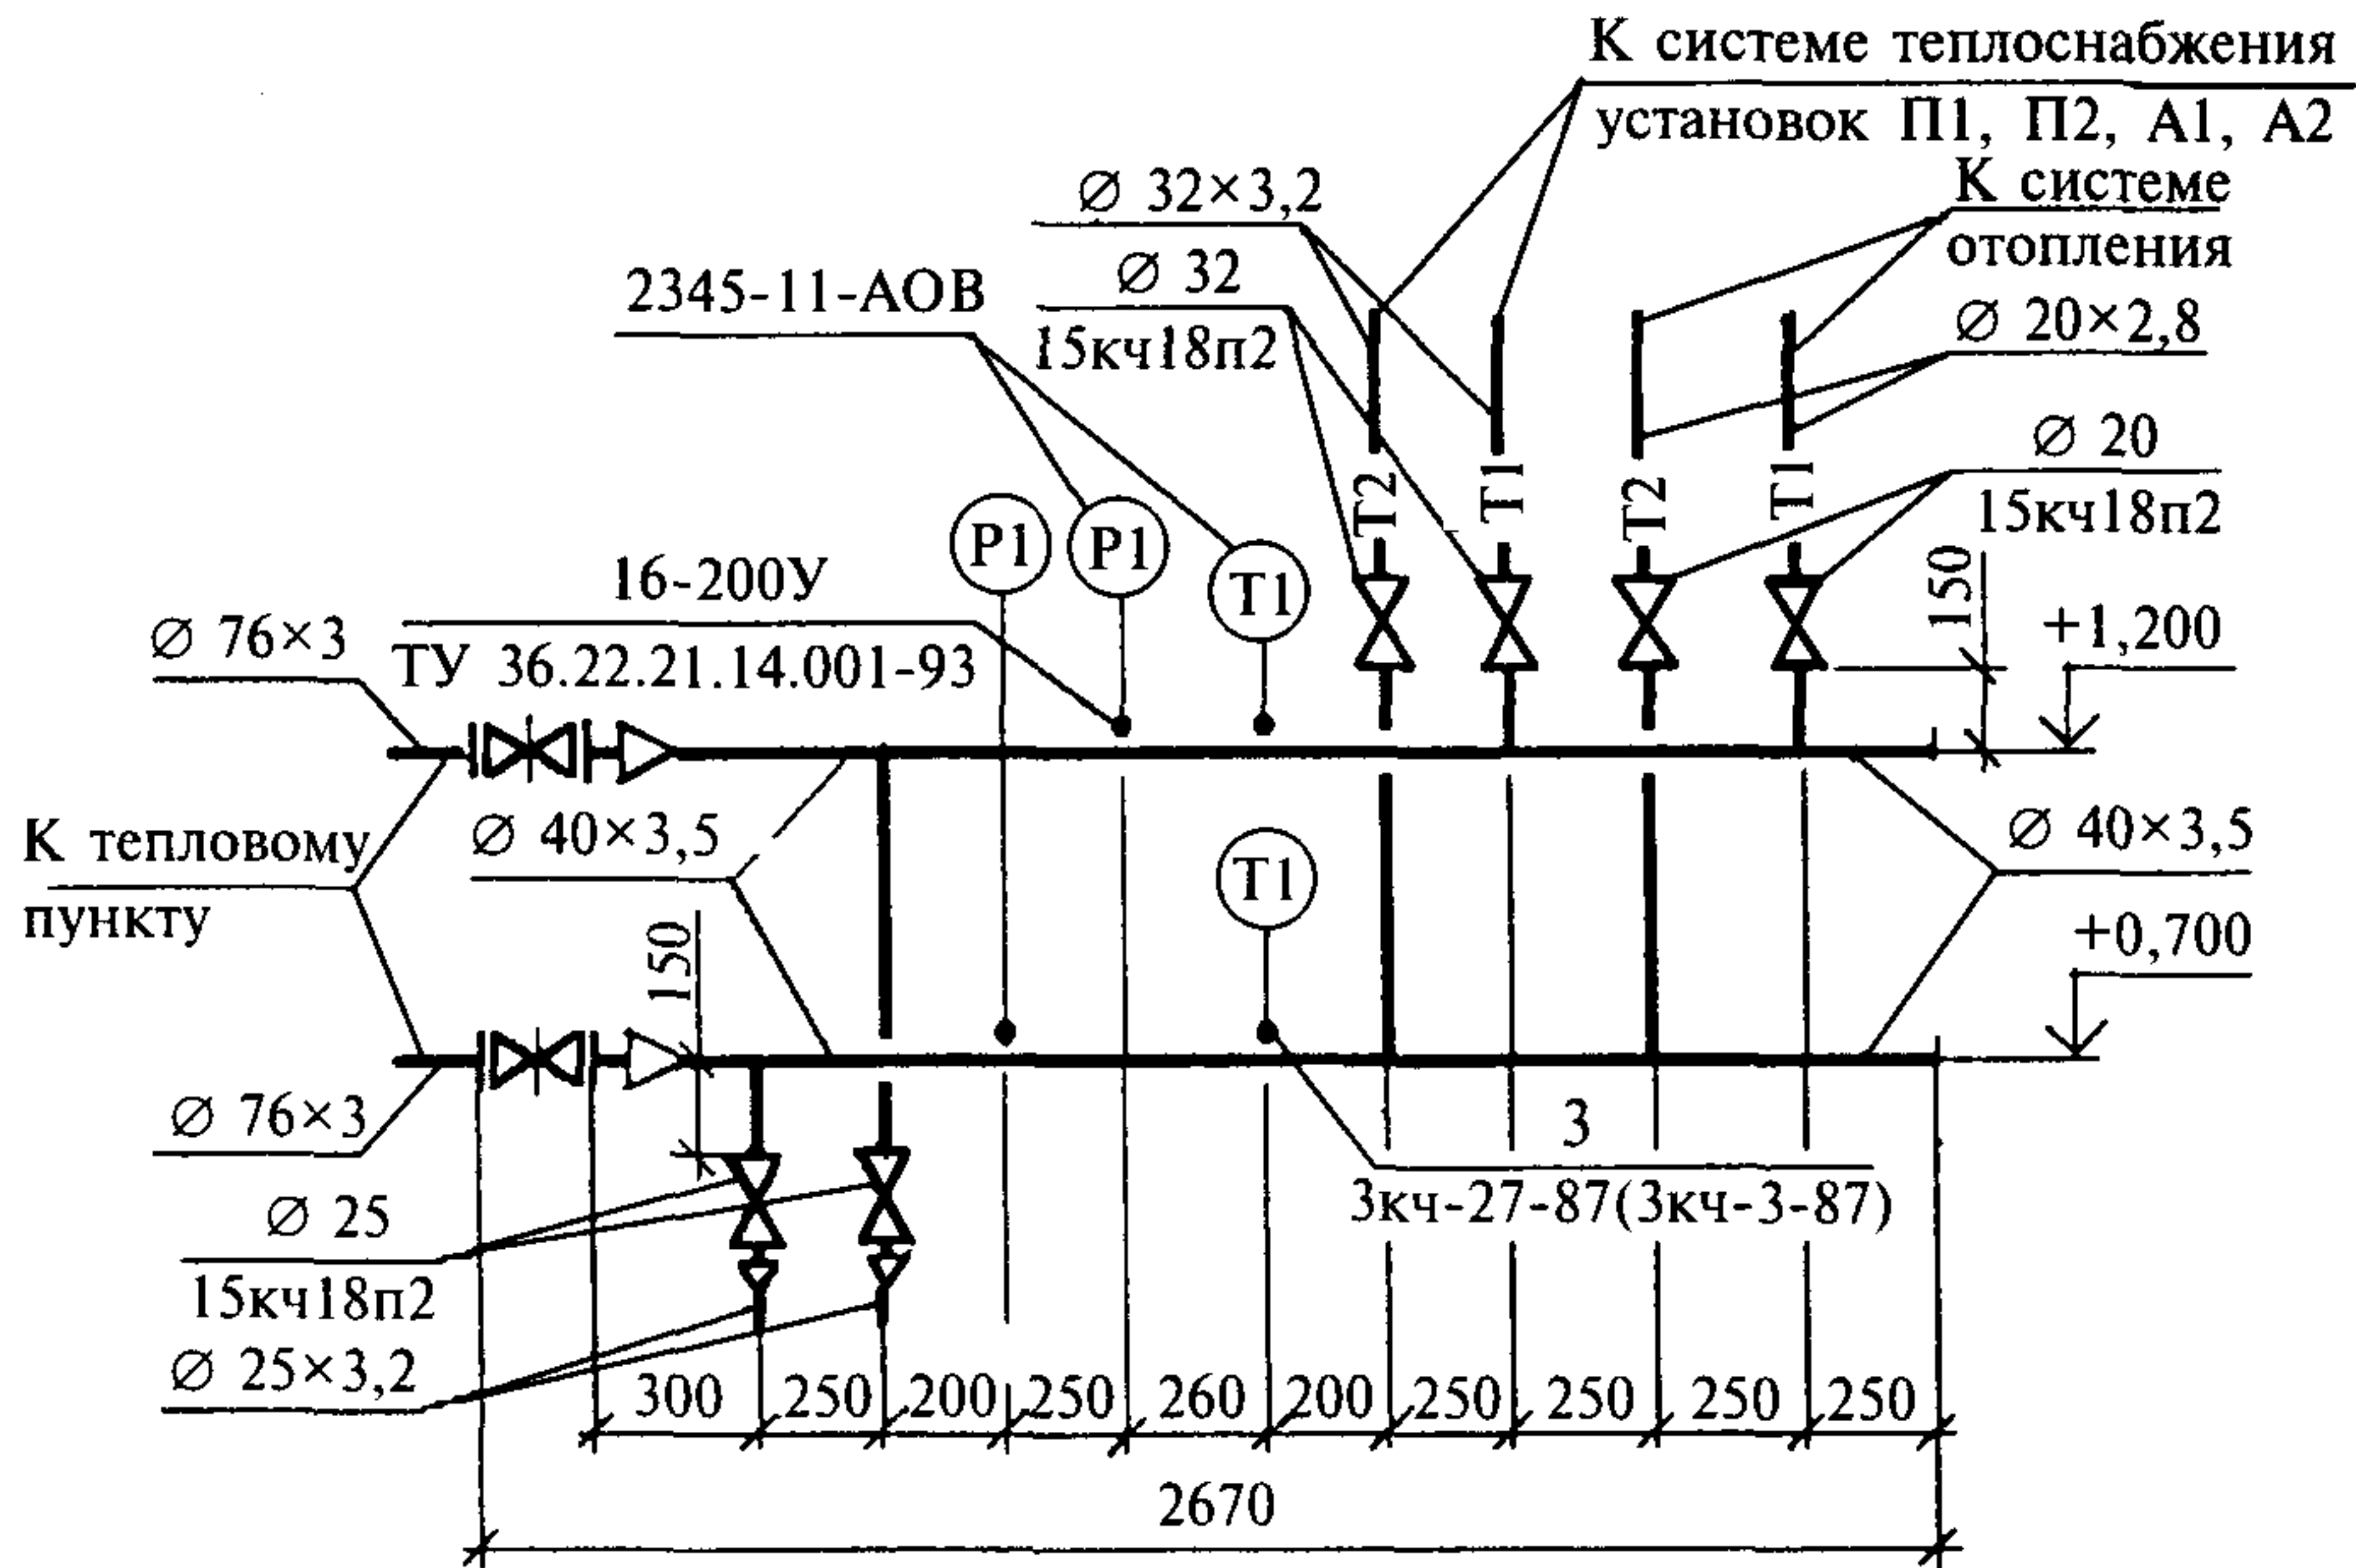 К системе теплоснабжения
установок П1, П2, А1, А2
∅ 32×3,2
К системе
отопления
∅ 32
15кч18п2
2345-11-АОВ
∅ 20×2,8
∅ 20
15кч18п2
Т2
Т1
Т2
Т1
Р1
Р1
Т1
150
16-200У
ТУ 36.22.21.14.001-93
∅ 76×3
+1,200
К тепловому
пункту
∅ 40×3,5
Т1
∅ 40×3,5
150
+0,700
∅ 76×3
3
3кч-27-87(3кч-3-87)
∅ 25
15кч18п2
∅ 25×3,2
300 250 200 250 260 200 250 250 250 250
2670